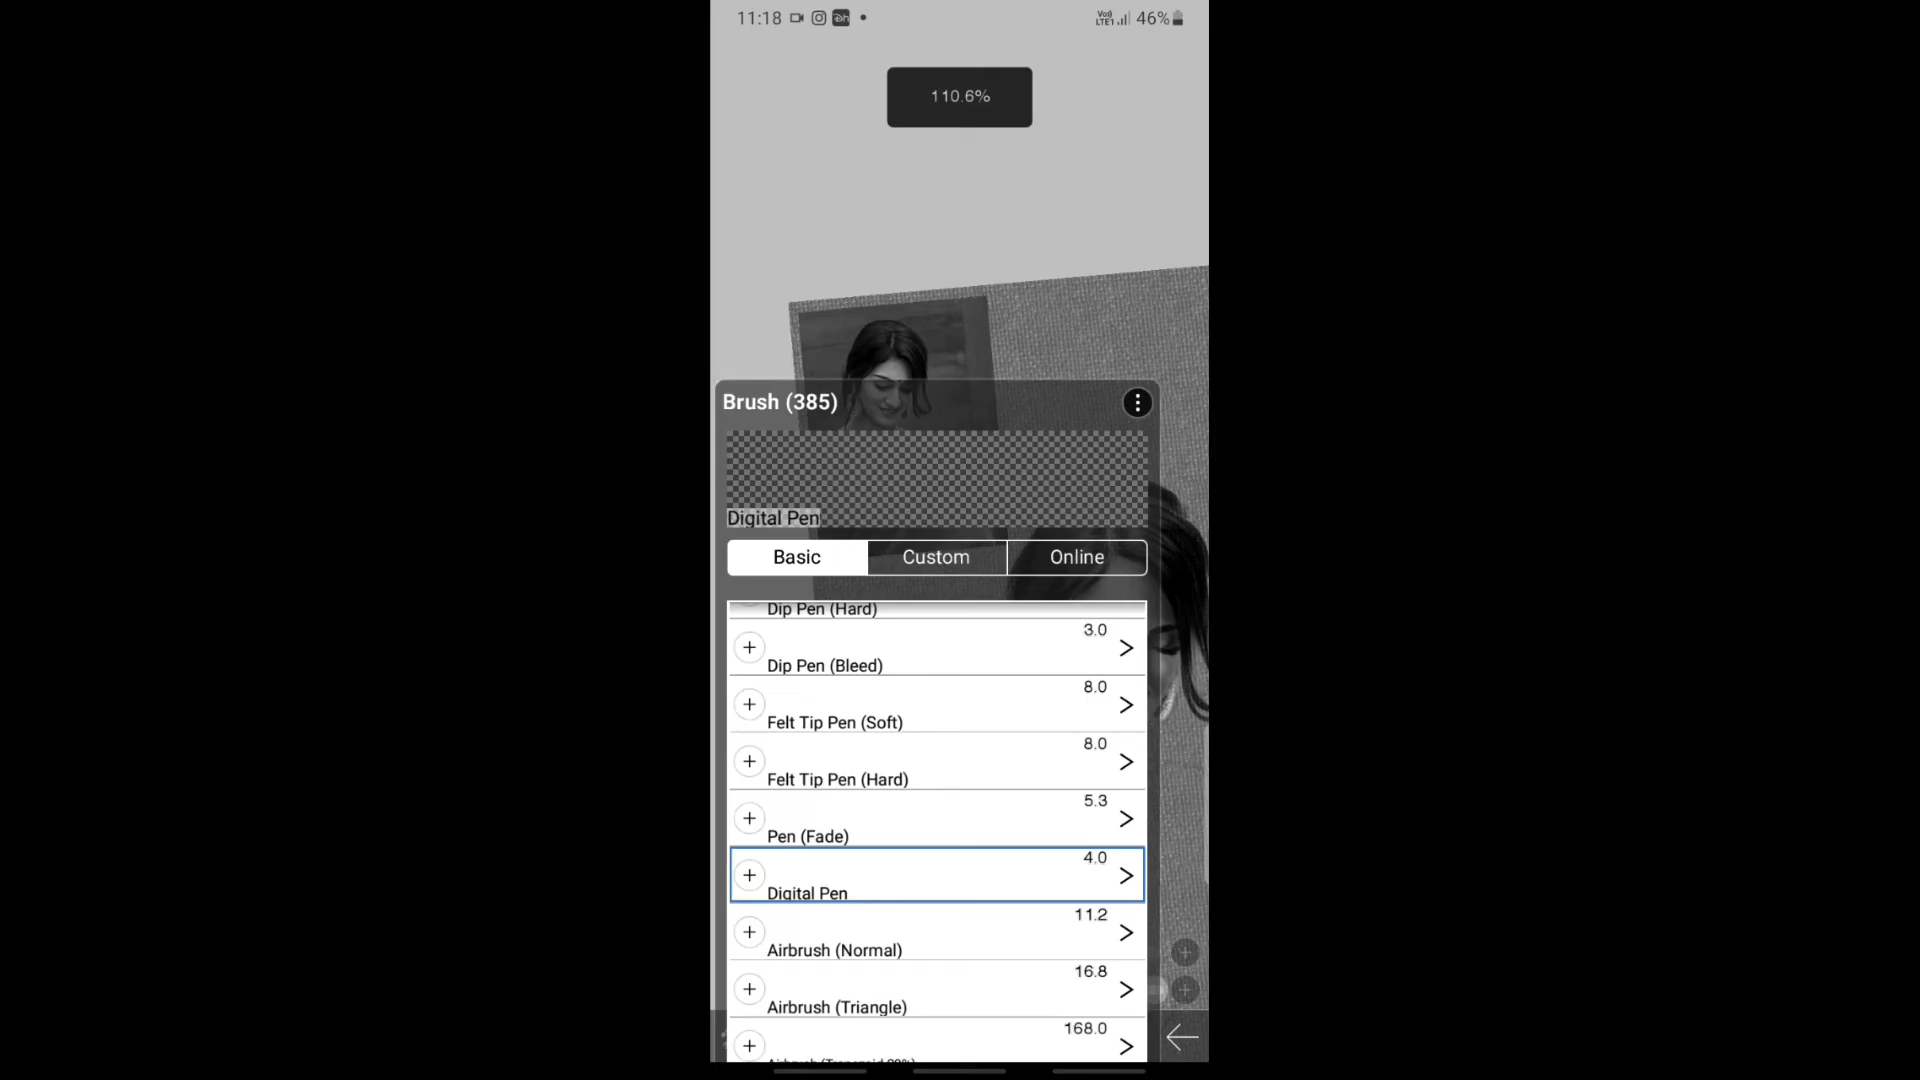 11:18
Vo)) LTE1 46%
110.6%
Brush (385)
Digital Pen
Basic Custom Online
Dip Pen (Hard)
3.0
Dip Pen (Bleed)
8.0
Felt Tip Pen (Soft)
8.0
Felt Tip Pen (Hard)
5.3
Pen (Fade)
4.0
Digital Pen
11.2
Airbrush (Normal)
16.8
Airbrush (Triangle)
168.0